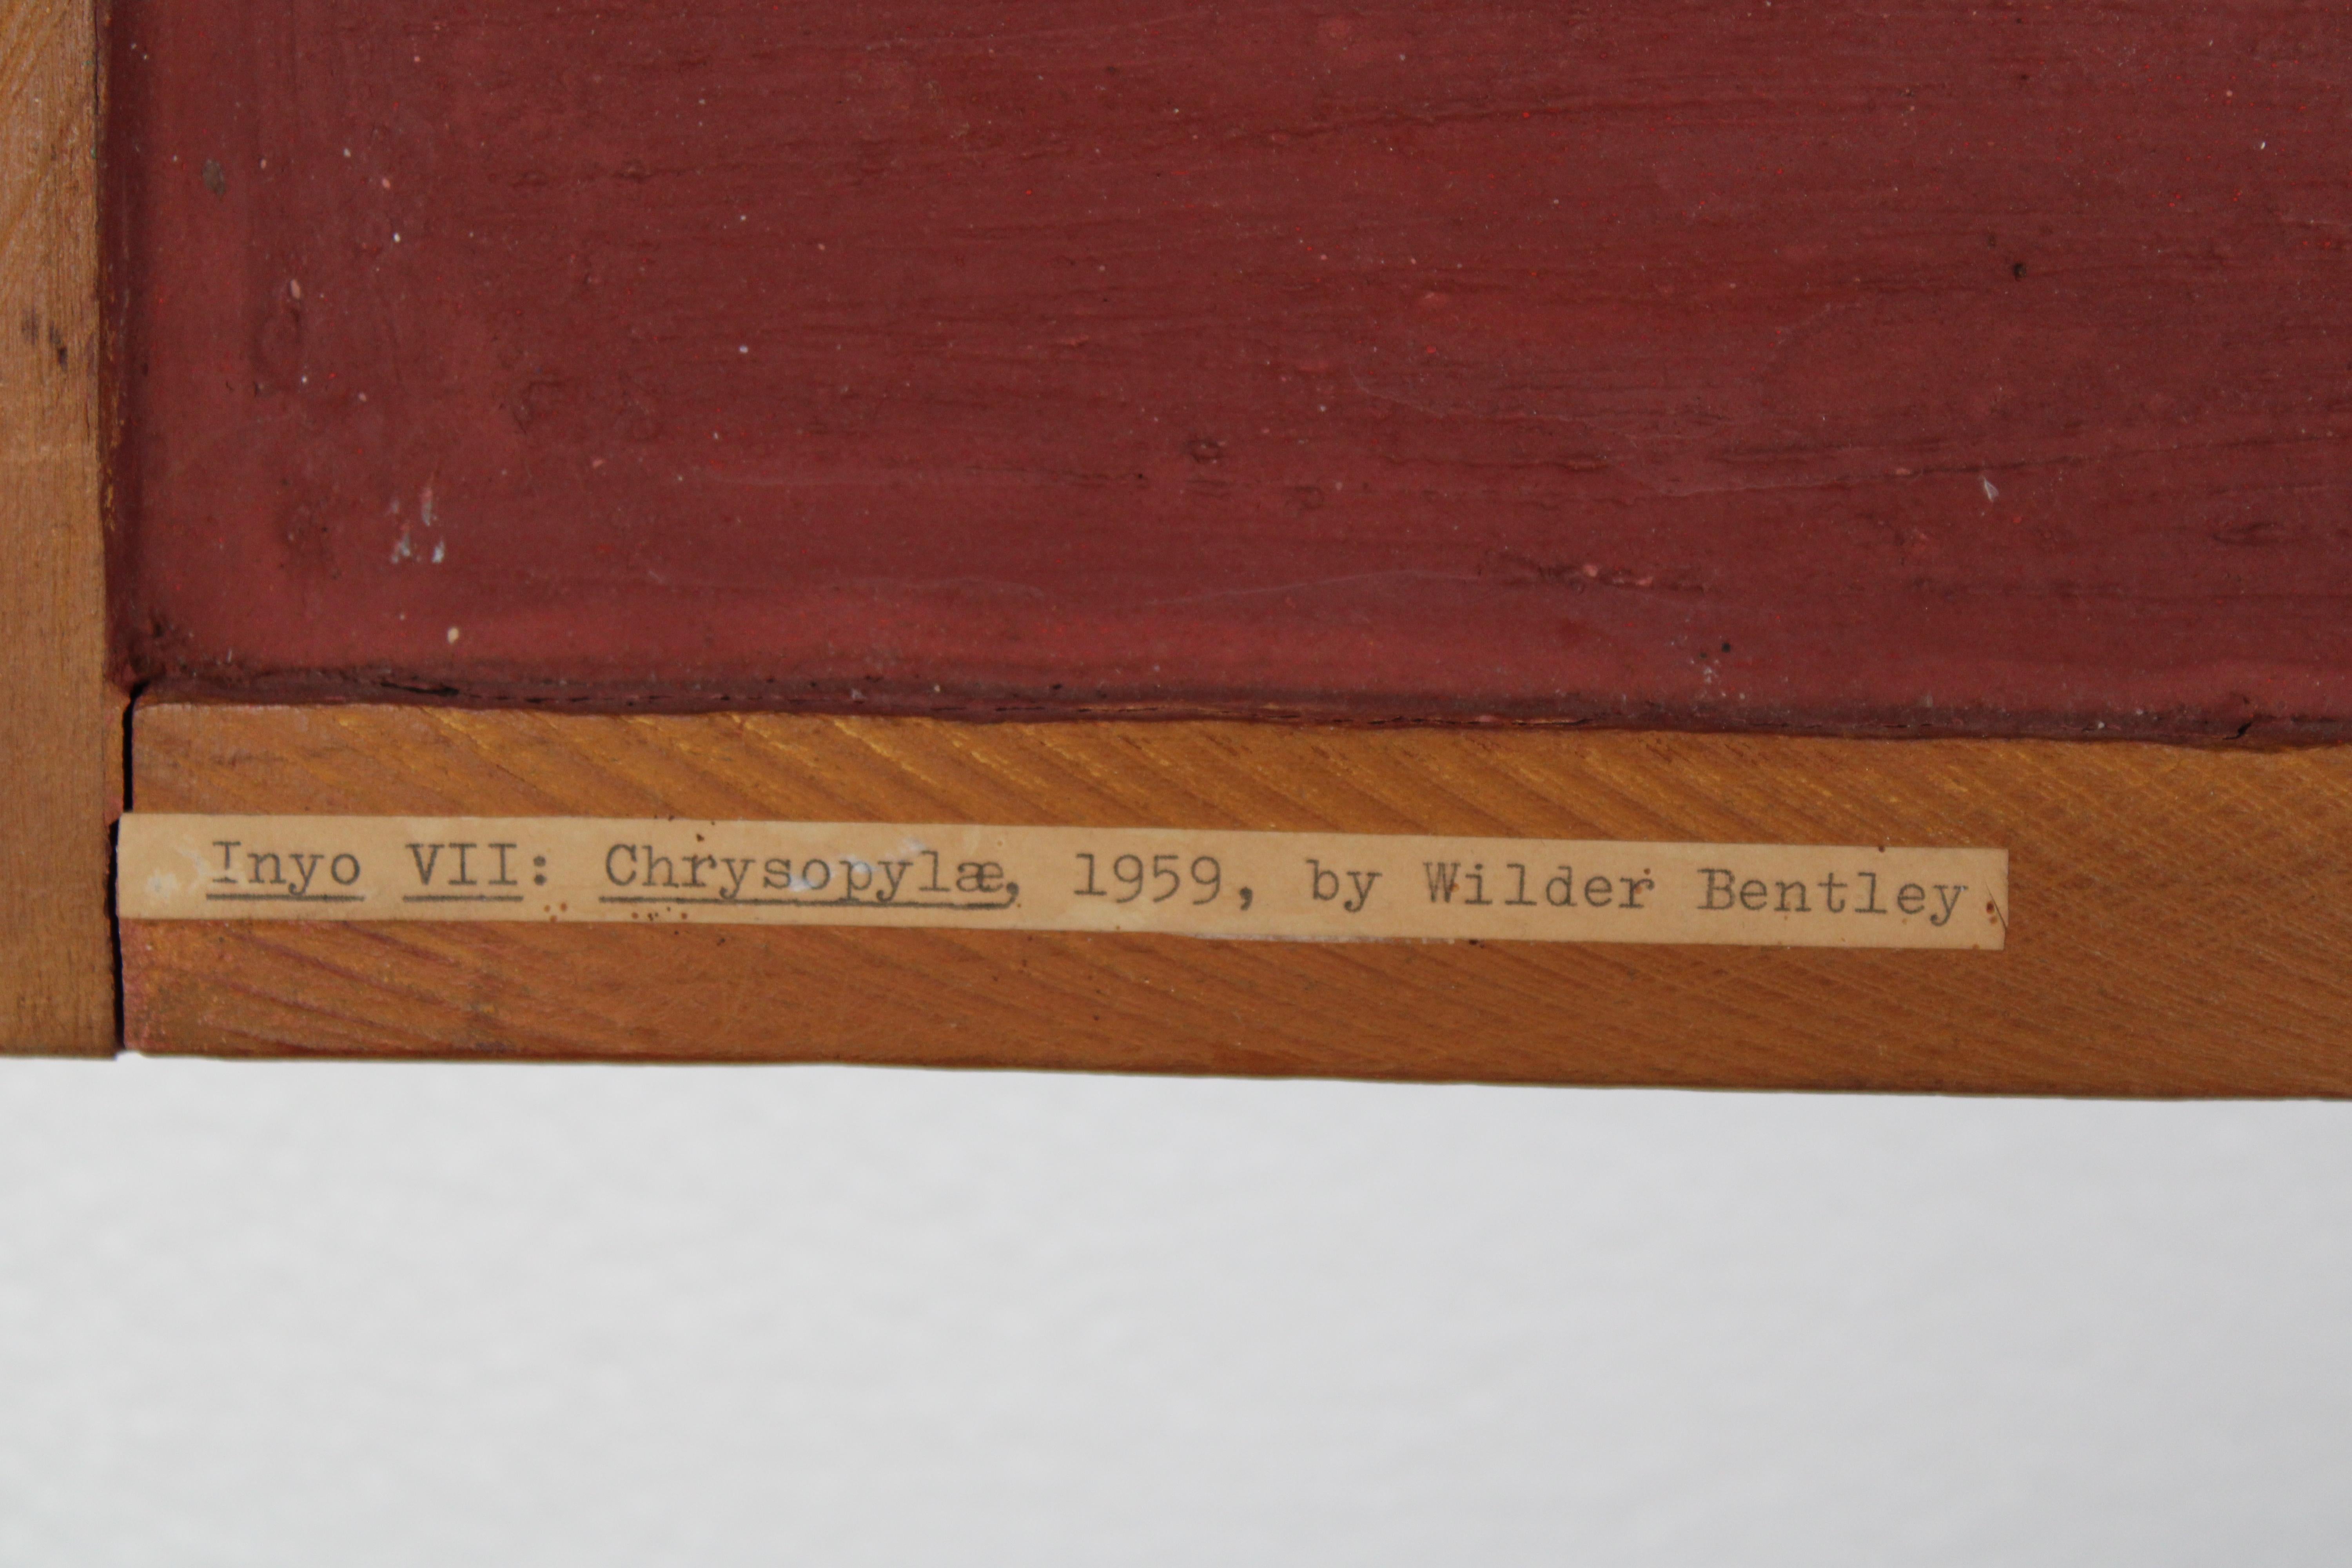 Inyo VII: Chrysopylæ, 1959, by Wilder Bentley